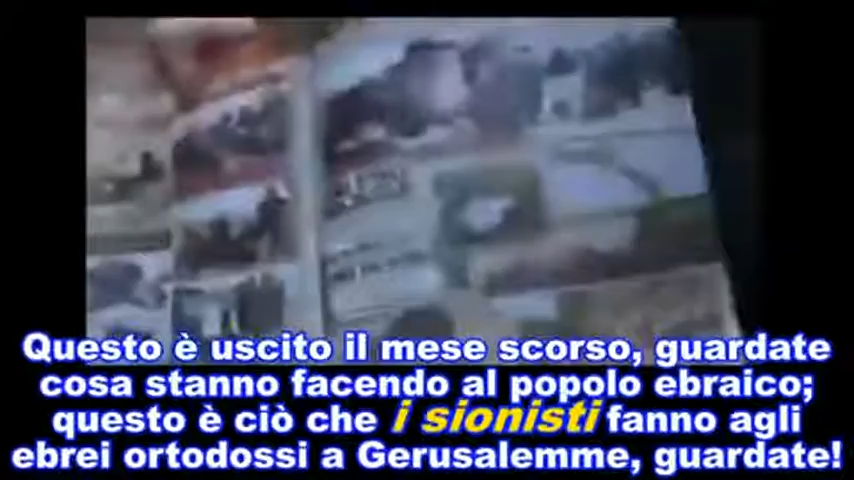 Questo è uscito il mese scorso, guardate
cosa stanno facendo al popolo ebraico;
questo è ciò che i sionisti fanno agli
ebrei ortodossi a Gerusalemme, guardate!